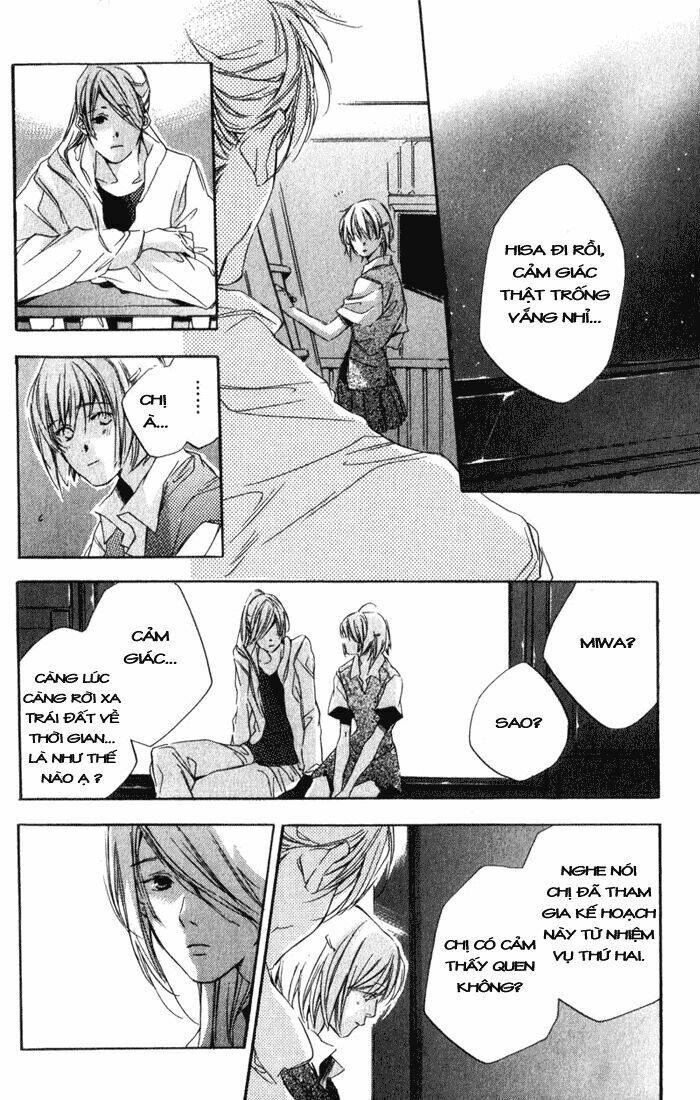 HISA ĐI RỒI,
CẢM GIÁC
THẬT TRỐNG
VẮNG NHỈ...
......
CHỊ
À...
MIWA?
SAO?
CẢM
GIÁC...
CÀNG LÚC
CÀNG RỜI XA
TRÁI ĐẤT VỀ
THỜI GIAN...
LÀ NHƯ THẾ
NÀO Ạ?
NGHE NÓI
CHỊ ĐÃ THAM
GIA KẾ HOẠCH
NÀY TỪ NHIỆM
VỤ THỨ HAI.
CHỊ CÓ CẢM
THẤY QUEN
KHÔNG?